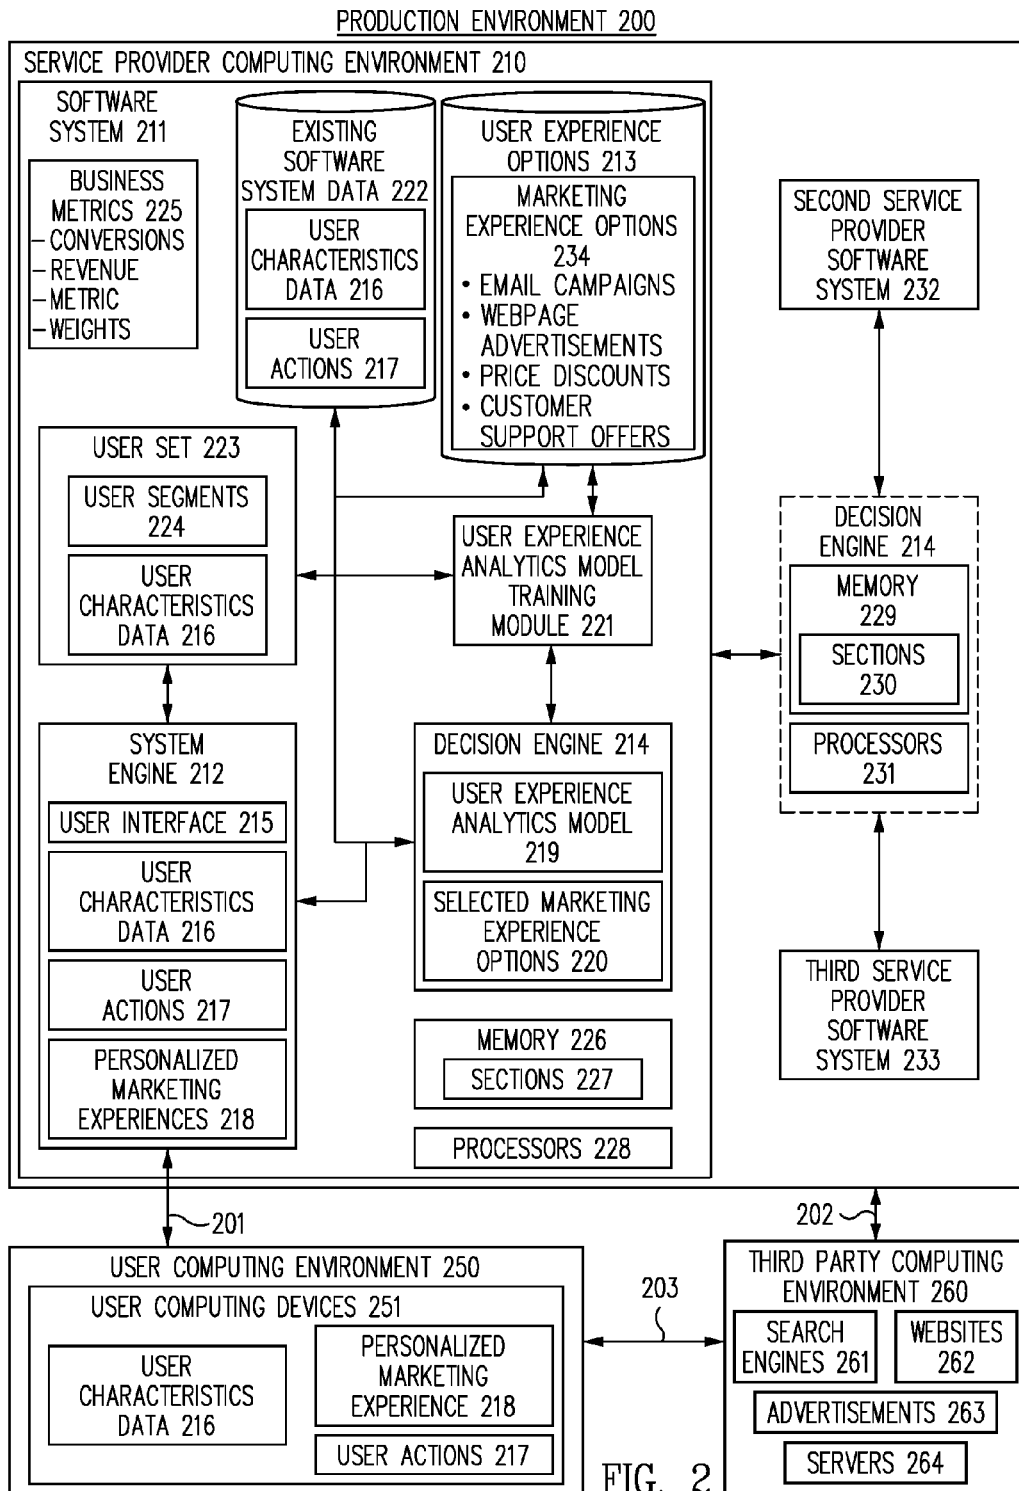 PRODUCTION ENVIRONMENT 200
SERVICE PROVIDER COMPUTING ENVIRONMENT 210
SOFTWARE
SYSTEM 211
BUSINESS
METRICS 225
– CONVERSIONS
– REVENUE
– METRIC
– WEIGHTS
EXISTING
SOFTWARE
SYSTEM DATA 222
USER
CHARACTERISTICS
DATA 216
USER
ACTIONS 217
USER EXPERIENCE
OPTIONS 213
MARKETING
EXPERIENCE OPTIONS
234
• EMAIL CAMPAIGNS
• WEBPAGE
ADVERTISEMENTS
• PRICE DISCOUNTS
• CUSTOMER
SUPPORT OFFERS
SECOND SERVICE
PROVIDER
SOFTWARE
SYSTEM 232
USER SET 223
USER SEGMENTS
224
USER
CHARACTERISTICS
DATA 216
USER EXPERIENCE
ANALYTICS MODEL
TRAINING
MODULE 221
DECISION
ENGINE 214
MEMORY
229
SECTIONS
230
PROCESSORS
231
SYSTEM
ENGINE 212
USER INTERFACE 215
USER
CHARACTERISTICS
DATA 216
USER
ACTIONS 217
PERSONALIZED
MARKETING
EXPERIENCES 218
DECISION ENGINE 214
USER EXPERIENCE
ANALYTICS MODEL
219
SELECTED MARKETING
EXPERIENCE
OPTIONS 220
MEMORY 226
SECTIONS 227
PROCESSORS 228
THIRD SERVICE
PROVIDER
SOFTWARE
SYSTEM 233
201
202
USER COMPUTING ENVIRONMENT 250
USER COMPUTING DEVICES 251
USER
CHARACTERISTICS
DATA 216
PERSONALIZED
MARKETING
EXPERIENCE 218
USER ACTIONS 217
203
THIRD PARTY COMPUTING
ENVIRONMENT 260
SEARCH
ENGINES 261
WEBSITES
262
ADVERTISEMENTS 263
SERVERS 264
FIG. 2